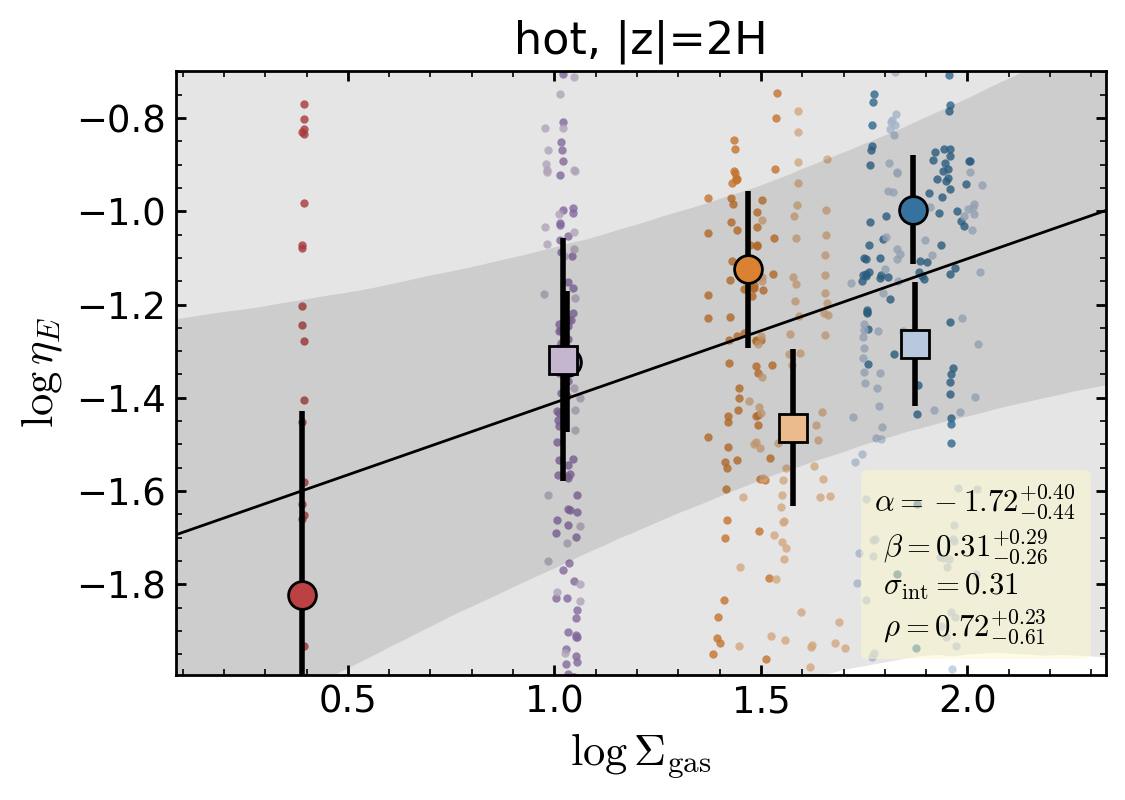 hot, |z|=2H
−0.8
−1.0
−1.2
−1.4
−1.6
−1.8
log η_E
α = −1.72^{+0.40}_{−0.44}
β = 0.31^{+0.29}_{−0.26}
σ_int = 0.31
ρ = 0.72^{+0.23}_{−0.61}
0.5 1.0 1.5 2.0
log Σ_gas